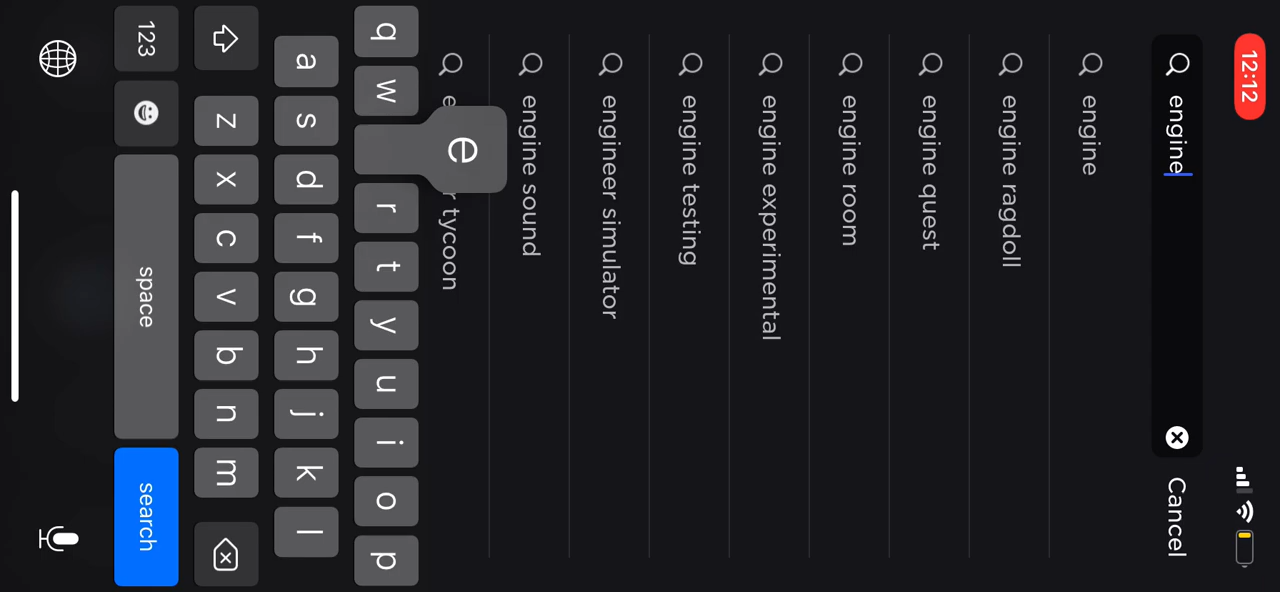 12:12
engine
Cancel
engine
engine ragdoll
engine quest
engine room
engine experimental
engine testing
engineer simulator
engine sound
tycoon
e
q w r t y u i o p
a s d f g h j k l
z x c v b n m
123
space
search